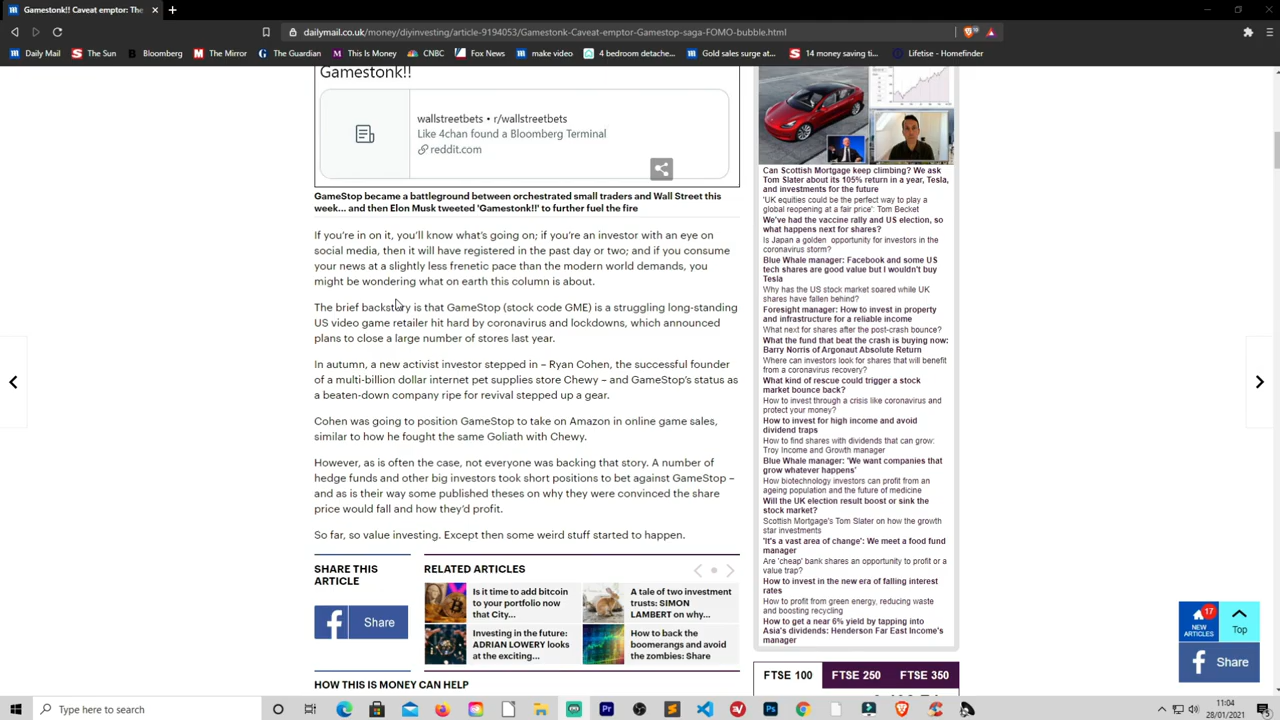 Gamestonk!! Caveat emptor: The
dailymail.co.uk/money/diyinvesting/article-9194053/Gamestonk-Caveat-emptor-Gamestop-saga-FOMO-bubble.html
Daily Mail
The Sun
Bloomberg
The Mirror
The Guardian
This Is Money
CNBC
Fox News
make video
4 bedroom detache...
Gold sales surge at...
14 money saving ti...
Lifetise - Homefinder
Gamestonk!!
wallstreetbets • r/wallstreetbets
Like 4chan found a Bloomberg Terminal
reddit.com
GameStop became a battleground between orchestrated small traders and Wall Street this
week... and then Elon Musk tweeted 'Gamestonk!!' to further fuel the fire
If you're in on it, you'll know what's going on; if you're an investor with an eye on
social media, then it will have registered in the past day or two; and if you consume
your news at a slightly less frenetic pace than the modern world demands, you
might be wondering what on earth this column is about.
The brief backstory is that GameStop (stock code GME) is a struggling long-standing
US video game retailer hit hard by coronavirus and lockdowns, which announced
plans to close a large number of stores last year.
In autumn, a new activist investor stepped in – Ryan Cohen, the successful founder
of a multi-billion dollar internet pet supplies store Chewy – and GameStop's status as
a beaten-down company ripe for revival stepped up a gear.
Cohen was going to position GameStop to take on Amazon in online game sales,
similar to how he fought the same Goliath with Chewy.
However, as is often the case, not everyone was backing that story. A number of
hedge funds and other big investors took short positions to bet against GameStop –
and as is their way some published theses on why they were convinced the share
price would fall and how they'd profit.
So far, so value investing. Except then some weird stuff started to happen.
SHARE THIS
ARTICLE
Share
RELATED ARTICLES
Is it time to add bitcoin
to your portfolio now
that City...
A tale of two investment
trusts: SIMON
LAMBERT on why...
Investing in the future:
ADRIAN LOWERY looks
at the exciting...
How to back the
boomerangs and avoid
the zombies: Share
HOW THIS IS MONEY CAN HELP
Can Scottish Mortgage keep climbing? We ask
Tom Slater about its 105% return in a year, Tesla,
and investments for the future
'UK equities could be the perfect way to play a
global reopening at a fair price': Tom Becket
We've had the vaccine rally and US election, so
what happens next for shares?
Is Japan a golden opportunity for investors in the
coronavirus storm?
Blue Whale manager: Facebook and some US
tech shares are good value but I wouldn't buy
Tesla
Why has the US stock market soared while UK
shares have fallen behind?
Foresight manager: How to invest in property
and infrastructure for a reliable income
What next for shares after the post-crash bounce?
What the fund that beat the crash is buying now:
Barry Norris of Argonaut Absolute Return
Where can investors look for shares that will benefit
from a coronavirus recovery?
What kind of rescue could trigger a stock
market bounce back?
How to invest through a crisis like coronavirus and
protect your money?
How to invest for high income and avoid
dividend traps
How to find shares with dividends that can grow:
Troy Income and Growth manager
Blue Whale manager: 'We want companies that
grow whatever happens'
How biotechnology investors can profit from an
ageing population and the future of medicine
Will the UK election result boost or sink the
stock market?
Scottish Mortgage's Tom Slater on how the growth
star investments
'It's a vast area of change': We meet a food fund
manager
Are 'cheap' bank shares an opportunity to profit or a
value trap?
How to invest in the new era of falling interest
rates
How to profit from green energy, reducing waste
and boosting recycling
How to get a near 6% yield by tapping into
Asia's dividends: Henderson Far East Income's
manager
FTSE 100
FTSE 250
FTSE 350
17
NEW
ARTICLES
Top
Share
Type here to search
11:04
28/01/2021